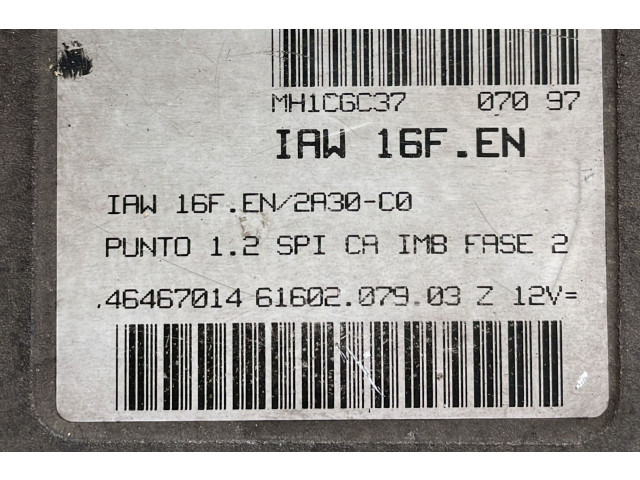 MH1CGC37 070 97
IAW 16F.EN
IAW 16F.EN/2A30-C0
PUNTO 1.2 SPI CA IMB FASE 2
.46467014 61602.079.03 Z 12V=